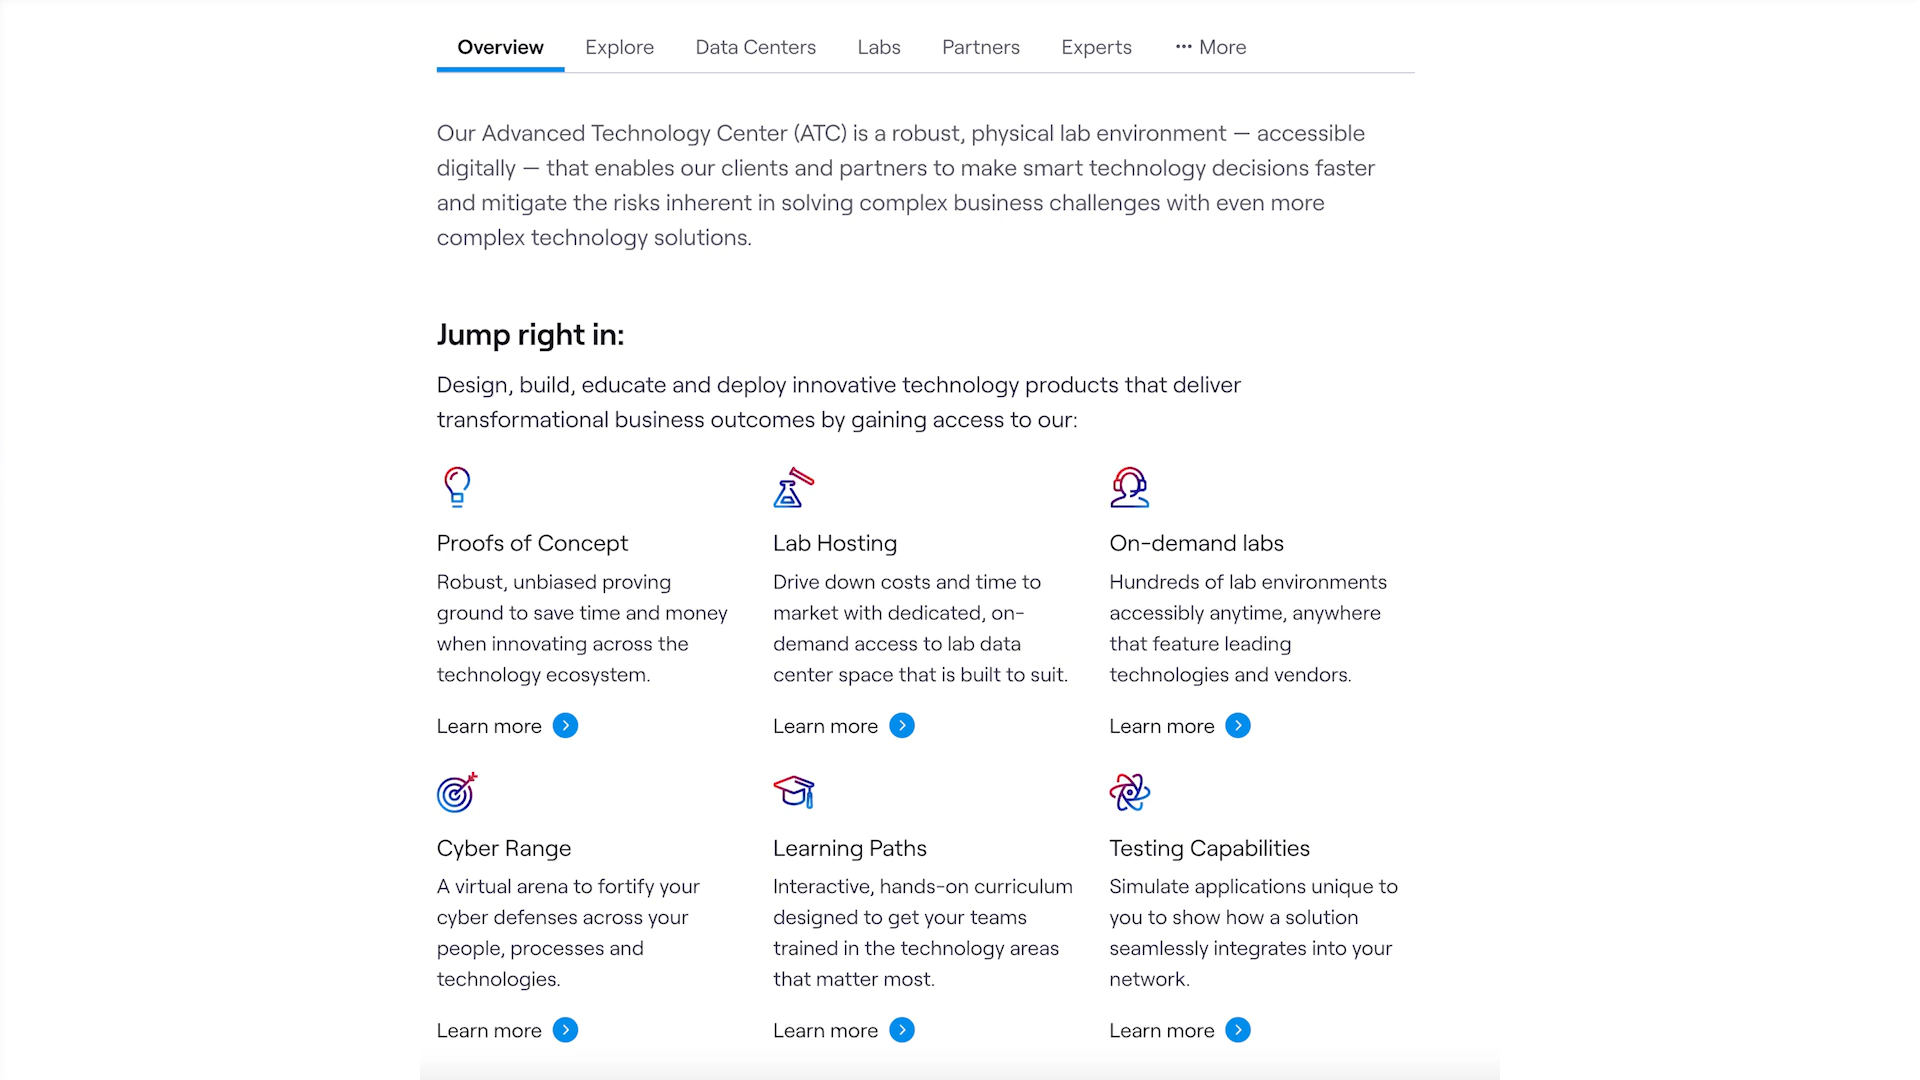 Overview Explore Data Centers Labs Partners Experts ··· More
Our Advanced Technology Center (ATC) is a robust, physical lab environment — accessible
digitally — that enables our clients and partners to make smart technology decisions faster
and mitigate the risks inherent in solving complex business challenges with even more
complex technology solutions.
Jump right in:
Design, build, educate and deploy innovative technology products that deliver
transformational business outcomes by gaining access to our:
Proofs of Concept
Robust, unbiased proving
ground to save time and money
when innovating across the
technology ecosystem.
Learn more
Lab Hosting
Drive down costs and time to
market with dedicated, on-
demand access to lab data
center space that is built to suit.
Learn more
On-demand labs
Hundreds of lab environments
accessibly anytime, anywhere
that feature leading
technologies and vendors.
Learn more
Cyber Range
A virtual arena to fortify your
cyber defenses across your
people, processes and
technologies.
Learn more
Learning Paths
Interactive, hands-on curriculum
designed to get your teams
trained in the technology areas
that matter most.
Learn more
Testing Capabilities
Simulate applications unique to
you to show how a solution
seamlessly integrates into your
network.
Learn more